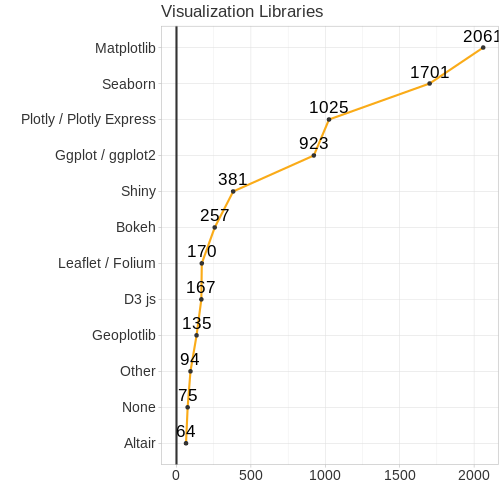 Visualization Libraries
Matplotlib 2061
Seaborn 1701
Plotly / Plotly Express 1025
Ggplot / ggplot2 923
Shiny 381
Bokeh 257
Leaflet / Folium 170
D3 js 167
Geoplotlib 135
Other 94
None 75
Altair 64
0 500 1000 1500 2000